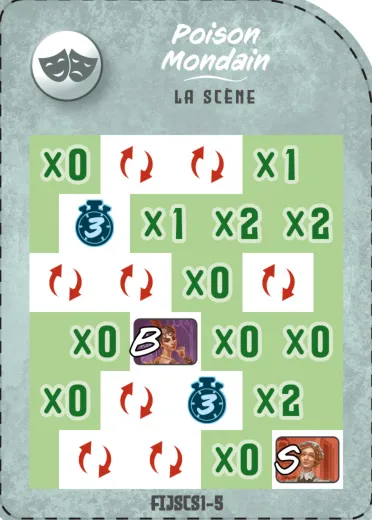 Poison
Mondain
LA SCÈNE
X0 X1
3 X1 X2 X2
X0
X0 B X0 X0
X0 3 X2
X0 S
FIJSCS1-5